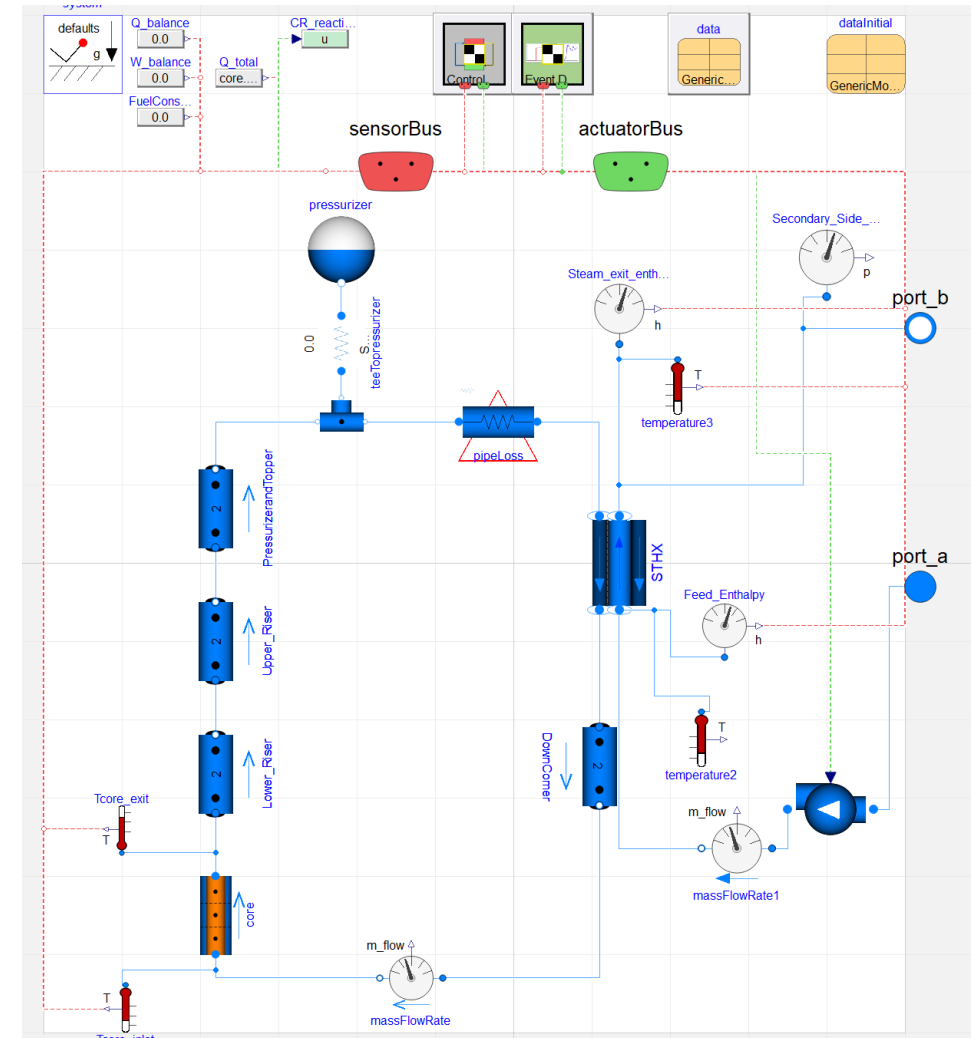 system
defaults
g
Q_balance
0.0
W_balance
0.0
FuelCons...
0.0
Q_total
core....
CR_reacti...
u
Control...
Event D...
data
Generic...
dataInitial
GenericMo...
sensorBus
actuatorBus
pressurizer
0.0
S...
teeTopressurizer
Secondary_Side_...
p
Steam_exit_enth...
h
port_b
T
temperature3
pipeLoss
PressurizerandTopper
2
STHX
port_a
Feed_Enthalpy
h
Upper_Riser
2
T
temperature2
DownComer
2
Lower_Riser
2
Tcore_exit
T
m_flow
massFlowRate1
core
m_flow
massFlowRate
T
Tcore_inlet